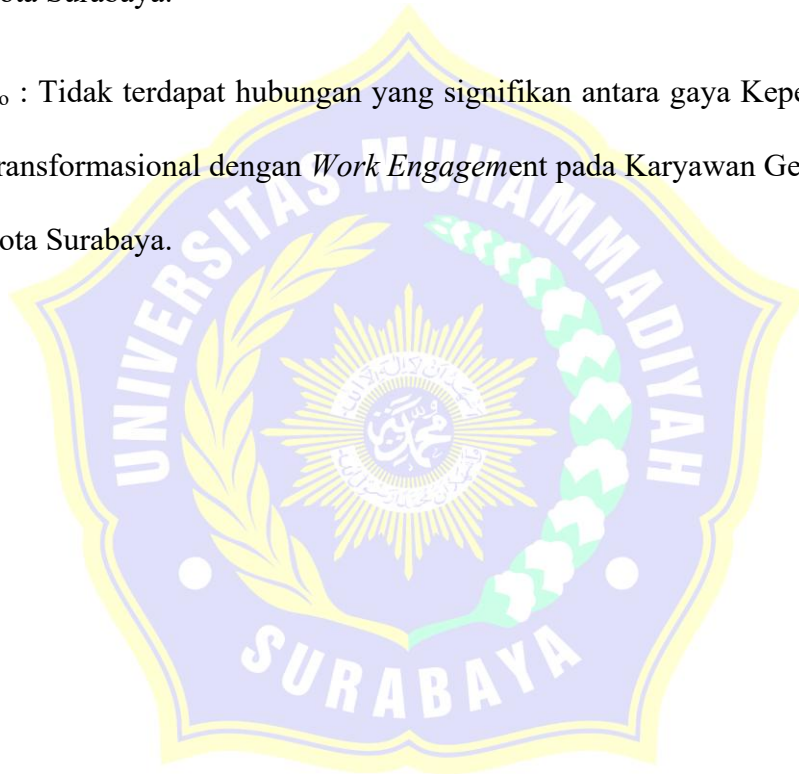 ota Surabaya.
o : Tidak terdapat hubungan yang signifikan antara gaya Kepe
ransformasional dengan Work Engagement pada Karyawan Ge
ota Surabaya.
UNIVERSITAS MUHAMMADIYAH
SURABAYA